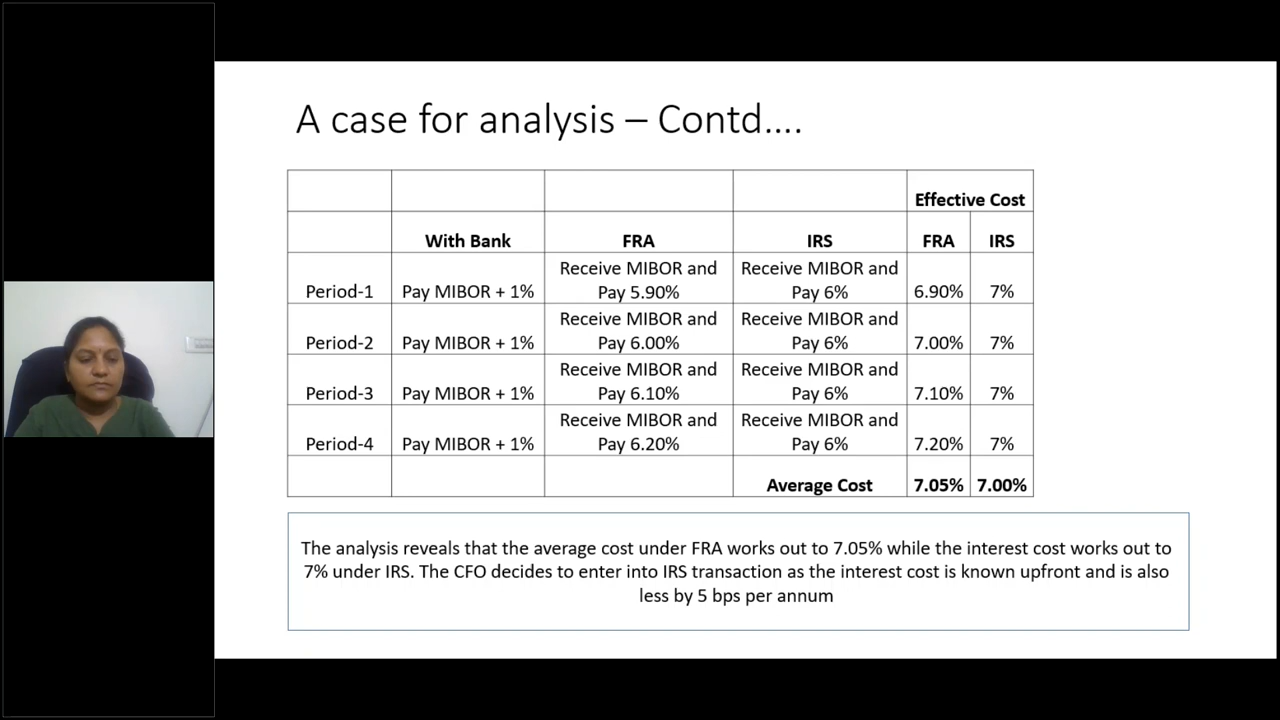 A case for analysis – Contd....
Effective Cost
With Bank FRA IRS FRA IRS
Receive MIBOR and Receive MIBOR and
Period-1 Pay MIBOR + 1% Pay 5.90% Pay 6% 6.90% 7%
Receive MIBOR and Receive MIBOR and
Period-2 Pay MIBOR + 1% Pay 6.00% Pay 6% 7.00% 7%
Receive MIBOR and Receive MIBOR and
Period-3 Pay MIBOR + 1% Pay 6.10% Pay 6% 7.10% 7%
Receive MIBOR and Receive MIBOR and
Period-4 Pay MIBOR + 1% Pay 6.20% Pay 6% 7.20% 7%
Average Cost 7.05% 7.00%
The analysis reveals that the average cost under FRA works out to 7.05% while the interest cost works out to
7% under IRS. The CFO decides to enter into IRS transaction as the interest cost is known upfront and is also
less by 5 bps per annum